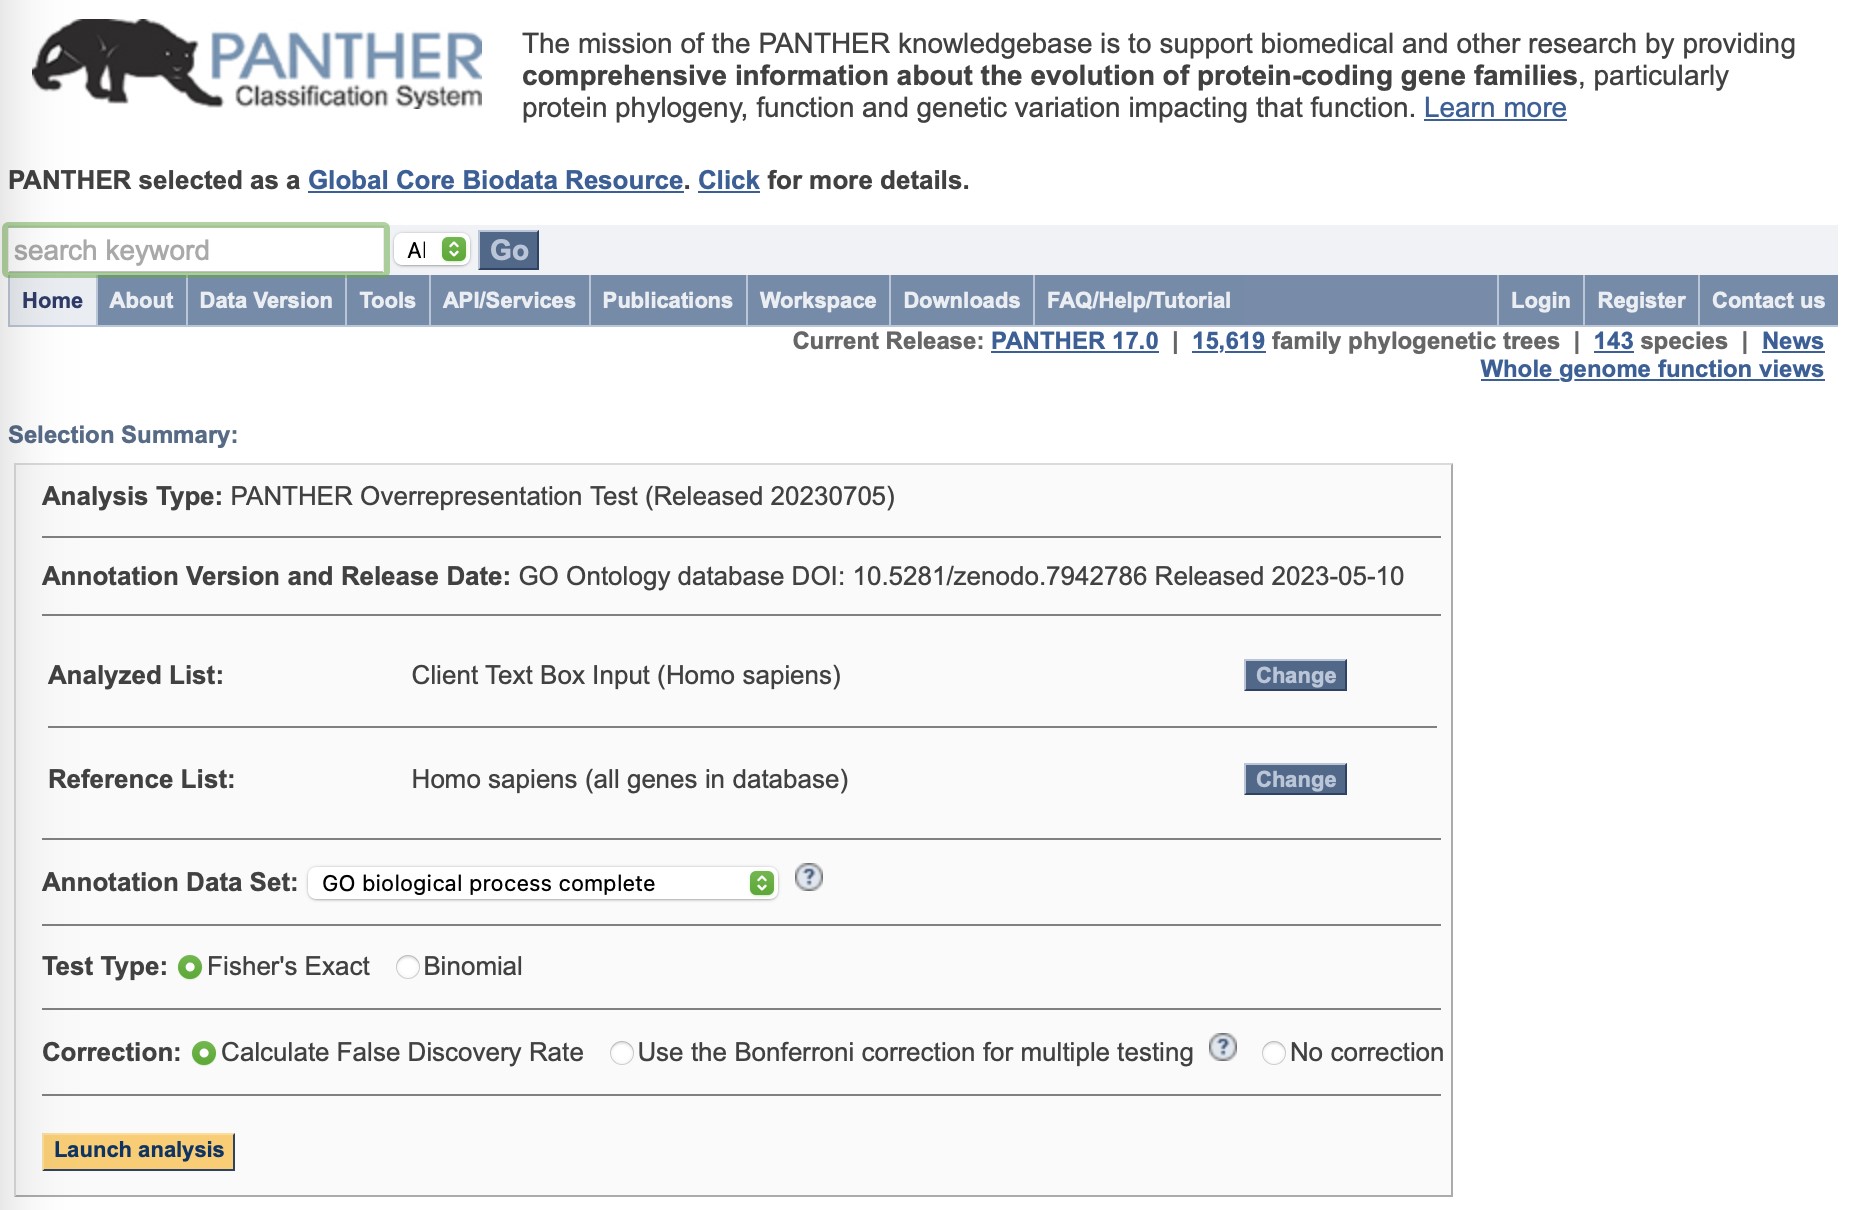 PANTHER
Classification System
The mission of the PANTHER knowledgebase is to support biomedical and other research by providing
comprehensive information about the evolution of protein-coding gene families, particularly
protein phylogeny, function and genetic variation impacting that function. Learn more
PANTHER selected as a Global Core Biodata Resource. Click for more details.
search keyword Al Go
Home About Data Version Tools API/Services Publications Workspace Downloads FAQ/Help/Tutorial Login Register Contact us
Current Release: PANTHER 17.0 | 15,619 family phylogenetic trees | 143 species | News
Whole genome function views
Selection Summary:
Analysis Type: PANTHER Overrepresentation Test (Released 20230705)
Annotation Version and Release Date: GO Ontology database DOI: 10.5281/zenodo.7942786 Released 2023-05-10
Analyzed List: Client Text Box Input (Homo sapiens) Change
Reference List: Homo sapiens (all genes in database) Change
Annotation Data Set: GO biological process complete ?
Test Type: Fisher's Exact Binomial
Correction: Calculate False Discovery Rate Use the Bonferroni correction for multiple testing ? No correction
Launch analysis